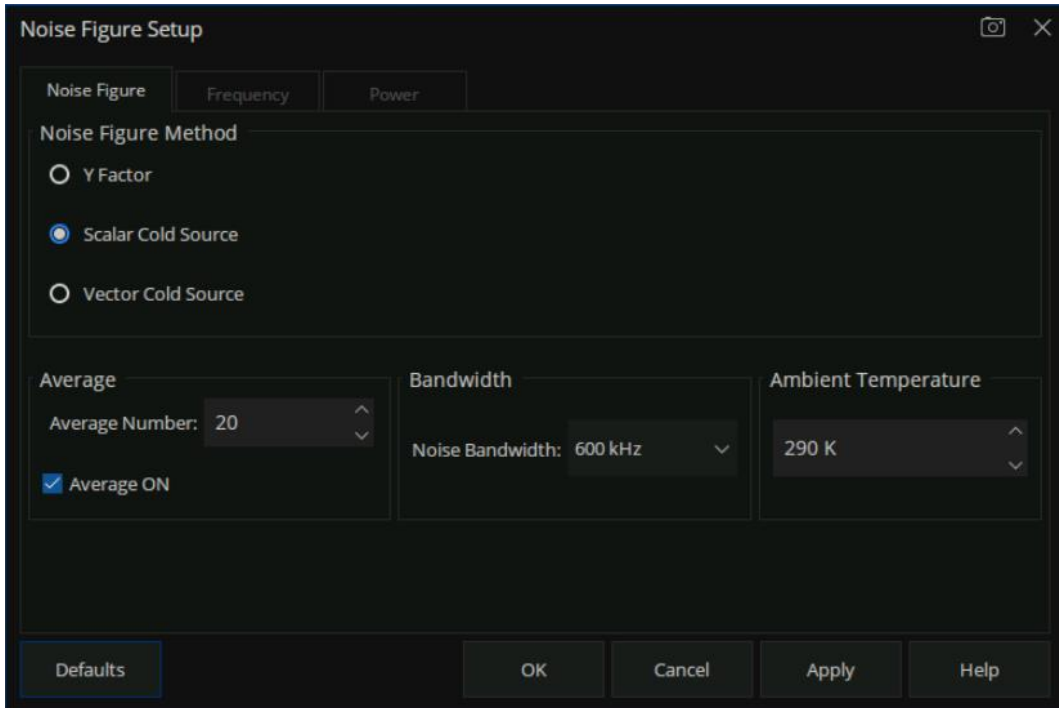 Noise Figure Setup
Noise Figure Frequency Power
Noise Figure Method
Y Factor
Scalar Cold Source
Vector Cold Source
Average
Average Number: 20
Average ON
Bandwidth
Noise Bandwidth: 600 kHz
Ambient Temperature
290 K
Defaults OK Cancel Apply Help